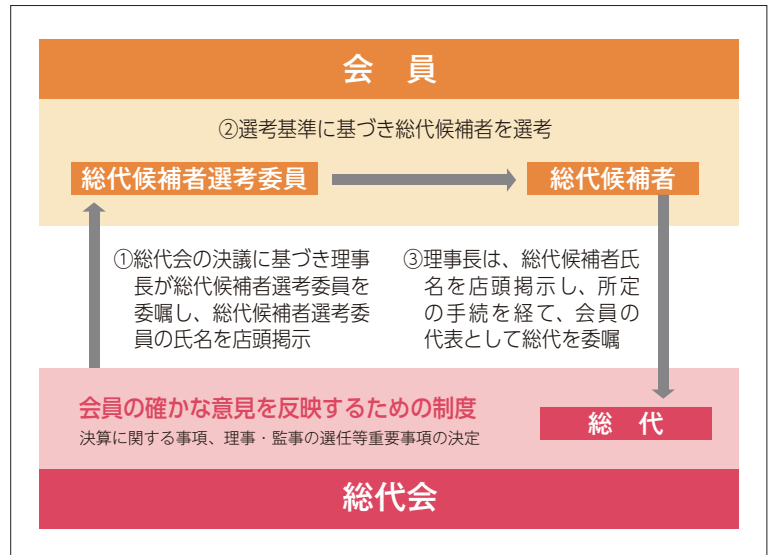 会　員
②選考基準に基づき総代候補者を選考
総代候補者選考委員
総代候補者
①総代会の決議に基づき理事
長が総代候補者選考委員を
委嘱し、総代候補者選考委
員の氏名を店頭掲示
③理事長は、総代候補者氏
名を店頭掲示し、所定
の手続を経て、会員の
代表として総代を委嘱
会員の確かな意見を反映するための制度
決算に関する事項、理事・監事の選任等重要事項の決定
総　代
総代会